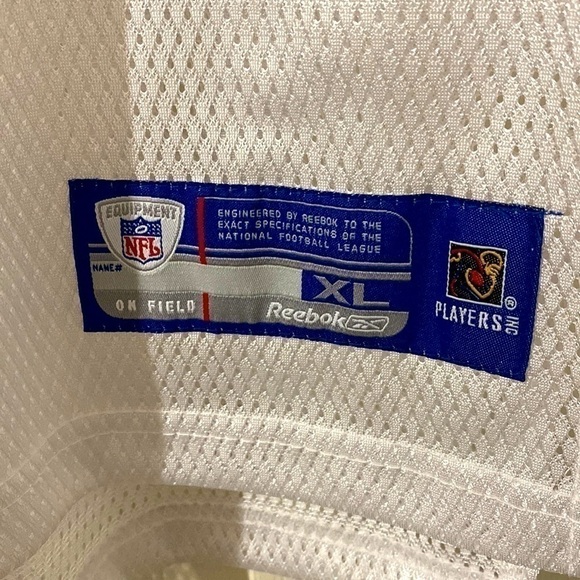 EQUIPMENT
NFL
ENGINEERED BY REEBOK TO THE
EXACT SPECIFICATIONS OF THE
NATIONAL FOOTBALL LEAGUE
NAME#
XL
ON FIELD
Reebok
PLAYERS INC®